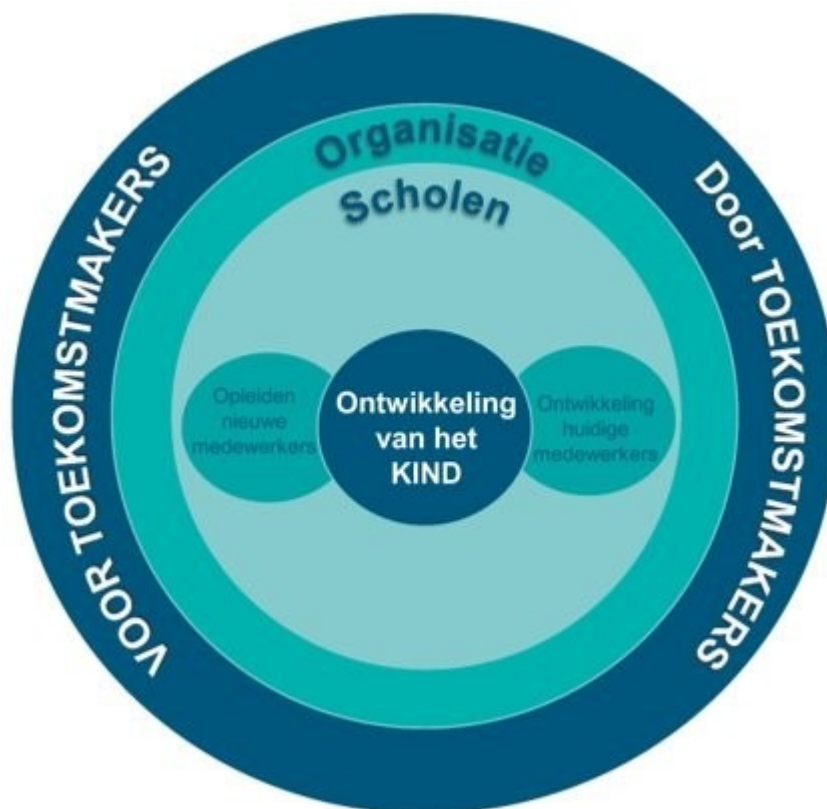 Organisatie
Scholen
VOOR TOEKOMSTMAKERS
Door TOEKOMSTMAKERS
Opleiden
nieuwe
medewerkers
Ontwikkeling
van het
KIND
Ontwikkeling
huidige
medewerkers